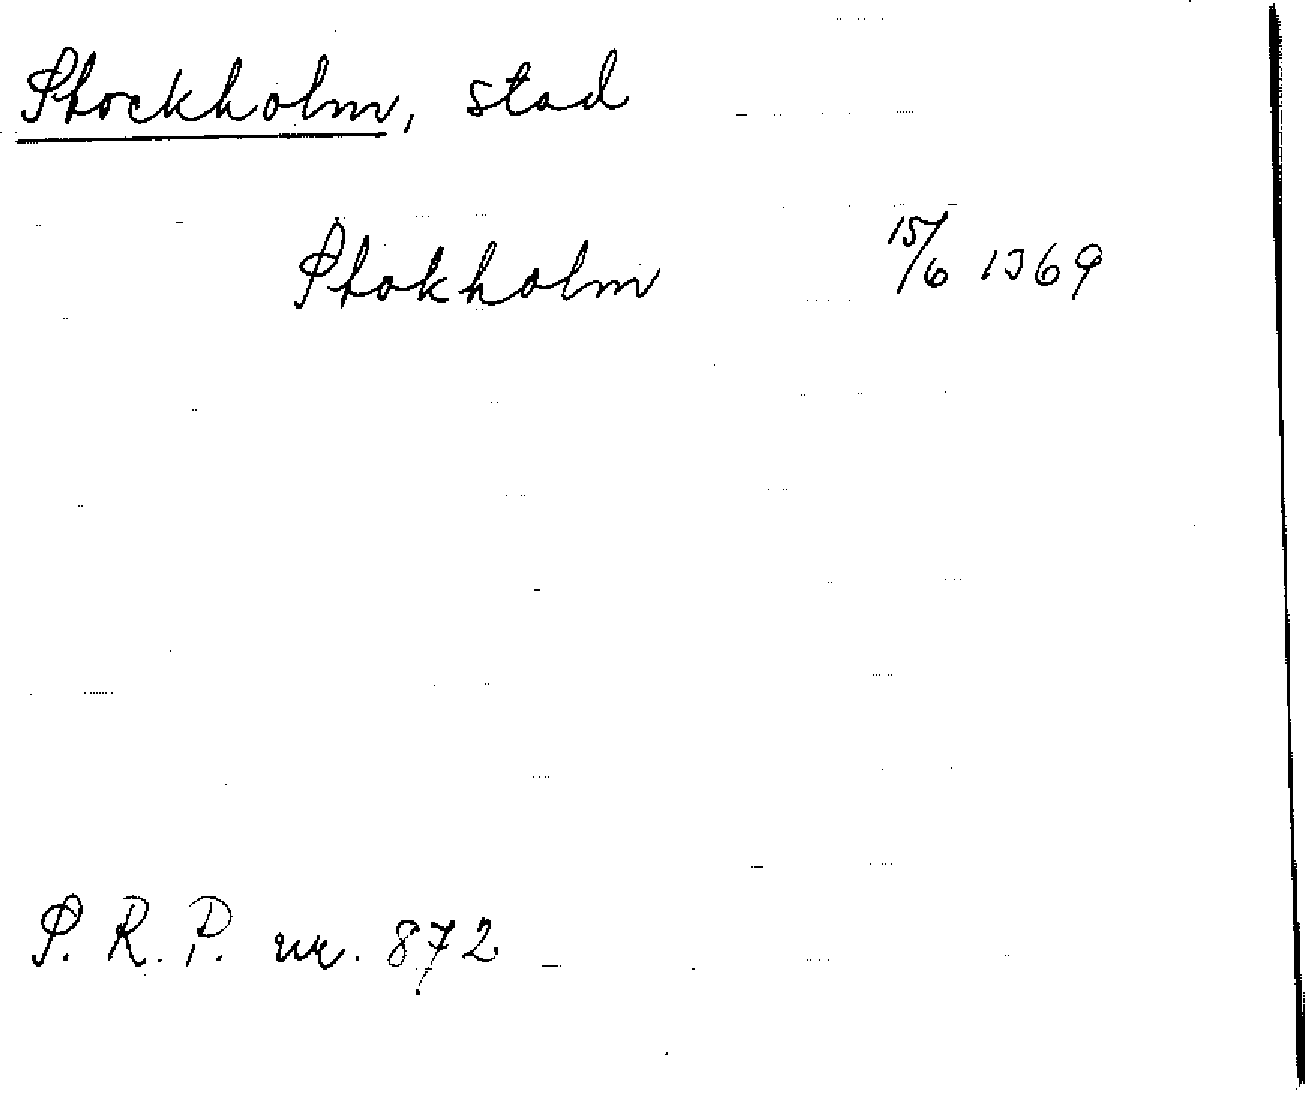 Stockholm, stad
Stokholm 15/6 1369
S. R. P. nr. 872